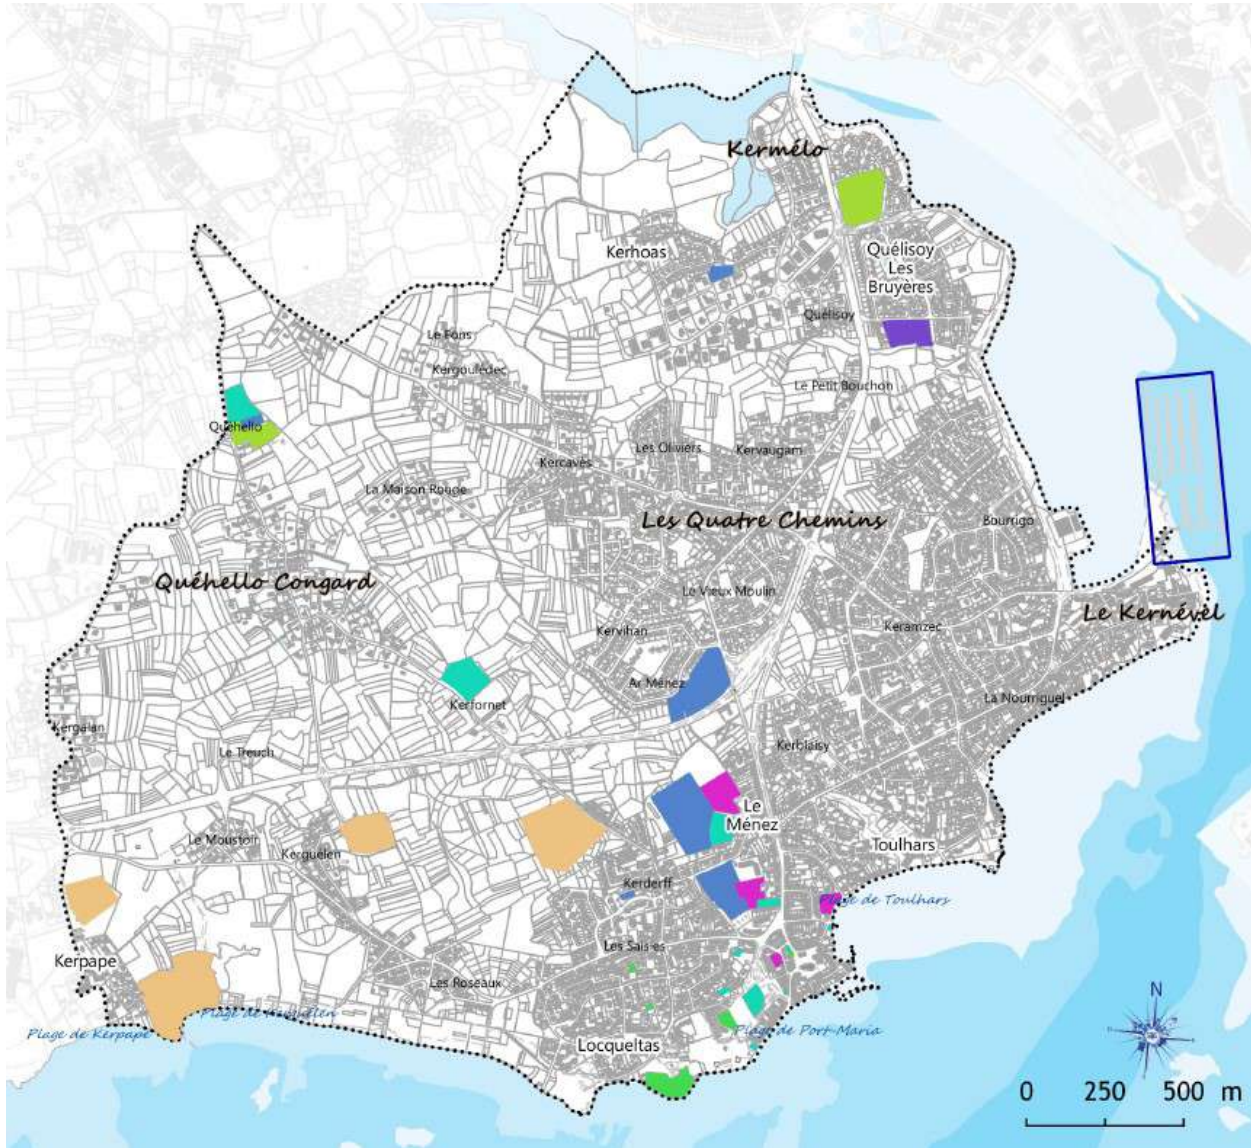 Kermélo
Kerhoas
Quélisoy
Les
Bruyères
Quélisoy
Le Fons
Kergoulédec
Le Petit Bouchon
Quéhello
Les Oliviers
Kervaugam
Kercavès
La Maison Rouge
Les Quatre Chemins
Bourrigo
Quéhello Congard
Le Vieux Moulin
Le Kernével
Kervihan
Keramzec
Ar Ménez
La Nourriguel
Kerfornet
Kergalan
Le Treuch
Kerblaisy
Le
Ménez
Le Moustoir
Kerguélen
Toulhars
Kerderff
Plage de Toulhars
Les Saisies
Kerpape
Les Roseaux
N
Plage de Kerguélen
Plage de Kerpape
Plage de Port-Maria
Locqueltas
0 250 500 m